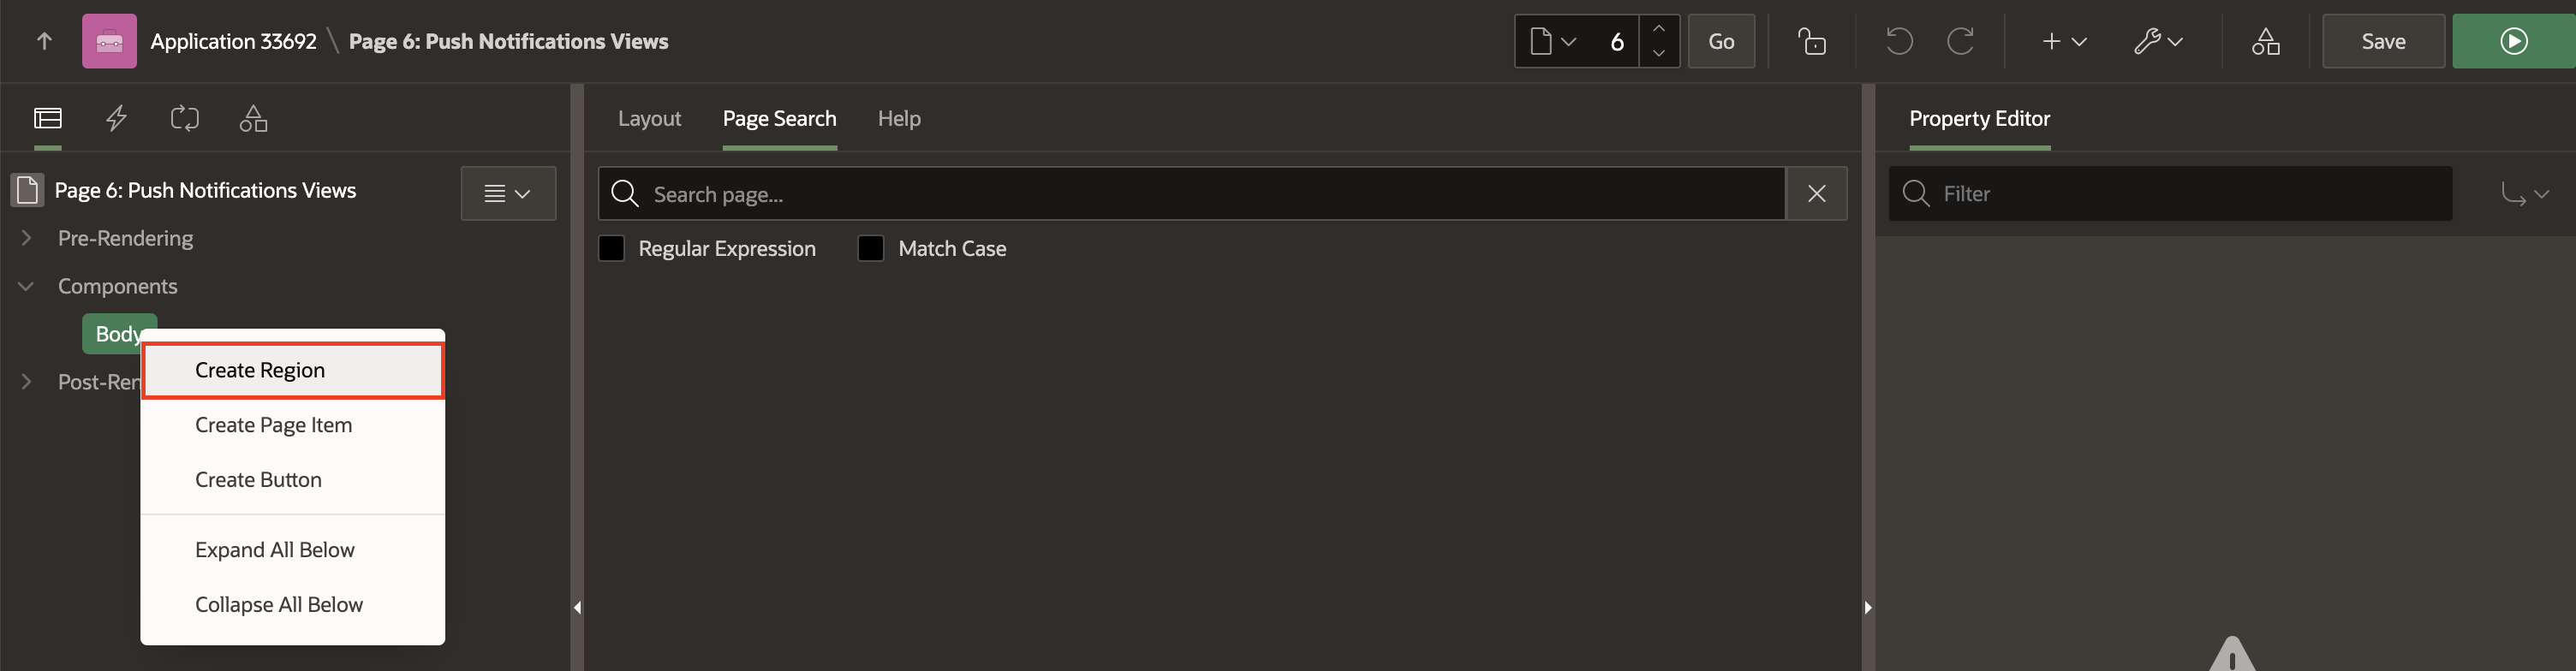 Application 33692 \ Page 6: Push Notifications Views
6
Go
Save
Layout
Page Search
Help
Property Editor
Page 6: Push Notifications Views
Search page...
Filter
Pre-Rendering
Regular Expression
Match Case
Components
Body
Create Region
Post-Ren
Create Page Item
Create Button
Expand All Below
Collapse All Below